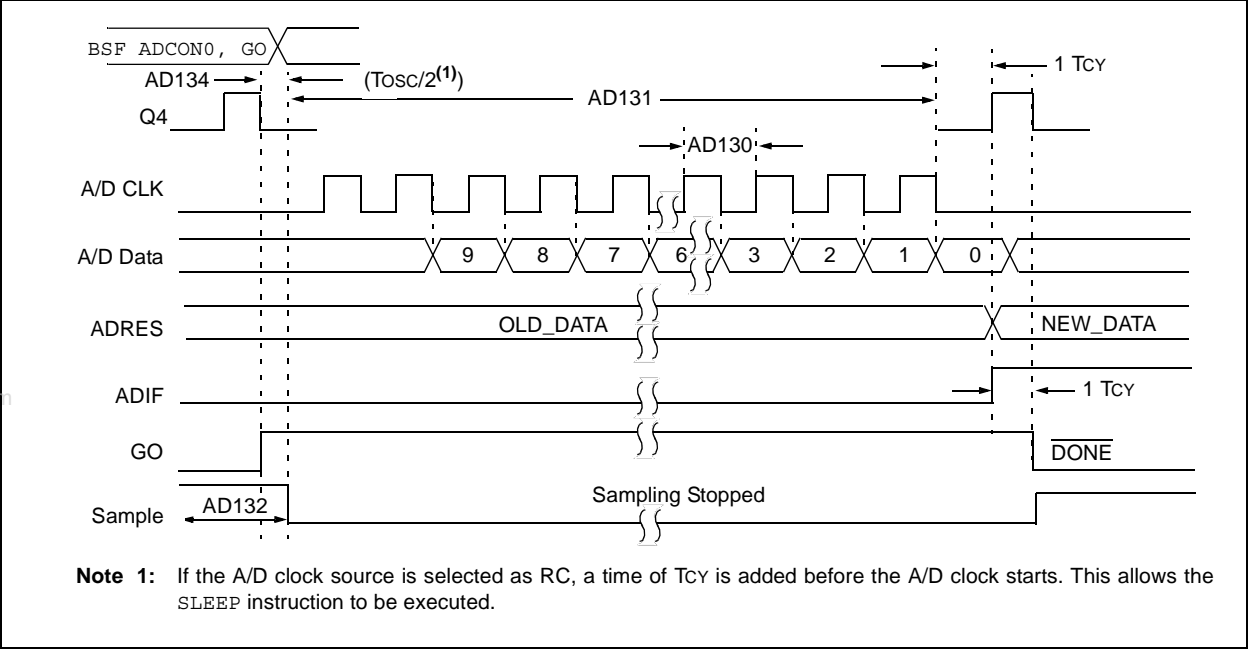 BSF ADCON0, GO
AD134 (TOSC/2(1)) 1 TCY
AD131
Q4
AD130
A/D CLK
A/D Data 9 8 7 6 3 2 1 0
ADRES OLD_DATA NEW_DATA
ADIF 1 TCY
GO DONE
Sample AD132 Sampling Stopped
Note 1: If the A/D clock source is selected as RC, a time of TCY is added before the A/D clock starts. This allows the
SLEEP instruction to be executed.